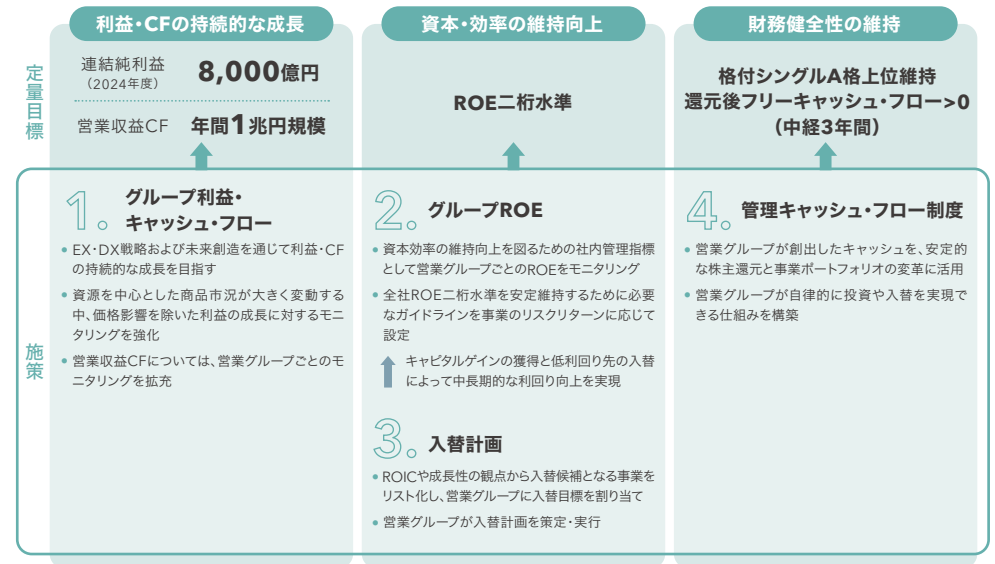 利益・CFの持続的な成長
資本・効率の維持向上
財務健全性の維持
定量目標
連結純利益
（2024年度）
8,000億円
営業収益CF
年間1兆円規模
ROE二桁水準
格付シングルA格上位維持
還元後フリーキャッシュ・フロー>0
（中経3年間）
施策
1.
グループ利益・
キャッシュ・フロー
• EX・DX戦略および未来創造を通じて利益・CF
の持続的な成長を目指す
• 資源を中心とした商品市況が大きく変動する
中、価格影響を除いた利益の成長に対するモニ
タリングを強化
• 営業収益CFについては、営業グループごとのモ
ニタリングを拡充
2.
グループROE
• 資本効率の維持向上を図るための社内管理指標
として営業グループごとのROEをモニタリング
• 全社ROE二桁水準を安定維持するために必要
なガイドラインを事業のリスクリターンに応じて
設定
キャピタルゲインの獲得と低利回り先の入替
によって中長期的な利回り向上を実現
3.
入替計画
• ROICや成長性の観点から入替候補となる事業を
リスト化し、営業グループに入替目標を割り当て
• 営業グループが入替計画を策定・実行
4.
管理キャッシュ・フロー制度
• 営業グループが創出したキャッシュを、安定的
な株主還元と事業ポートフォリオの変革に活用
• 営業グループが自律的に投資や入替を実現で
きる仕組みを構築